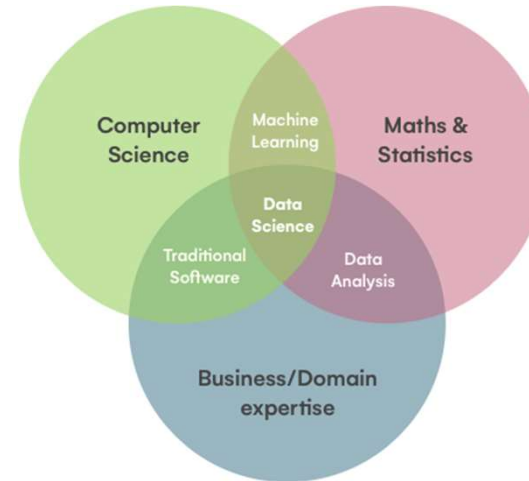 Computer
Science
Machine
Learning
Maths &
Statistics
Data
Science
Traditional
Software
Data
Analysis
Business/Domain
expertise